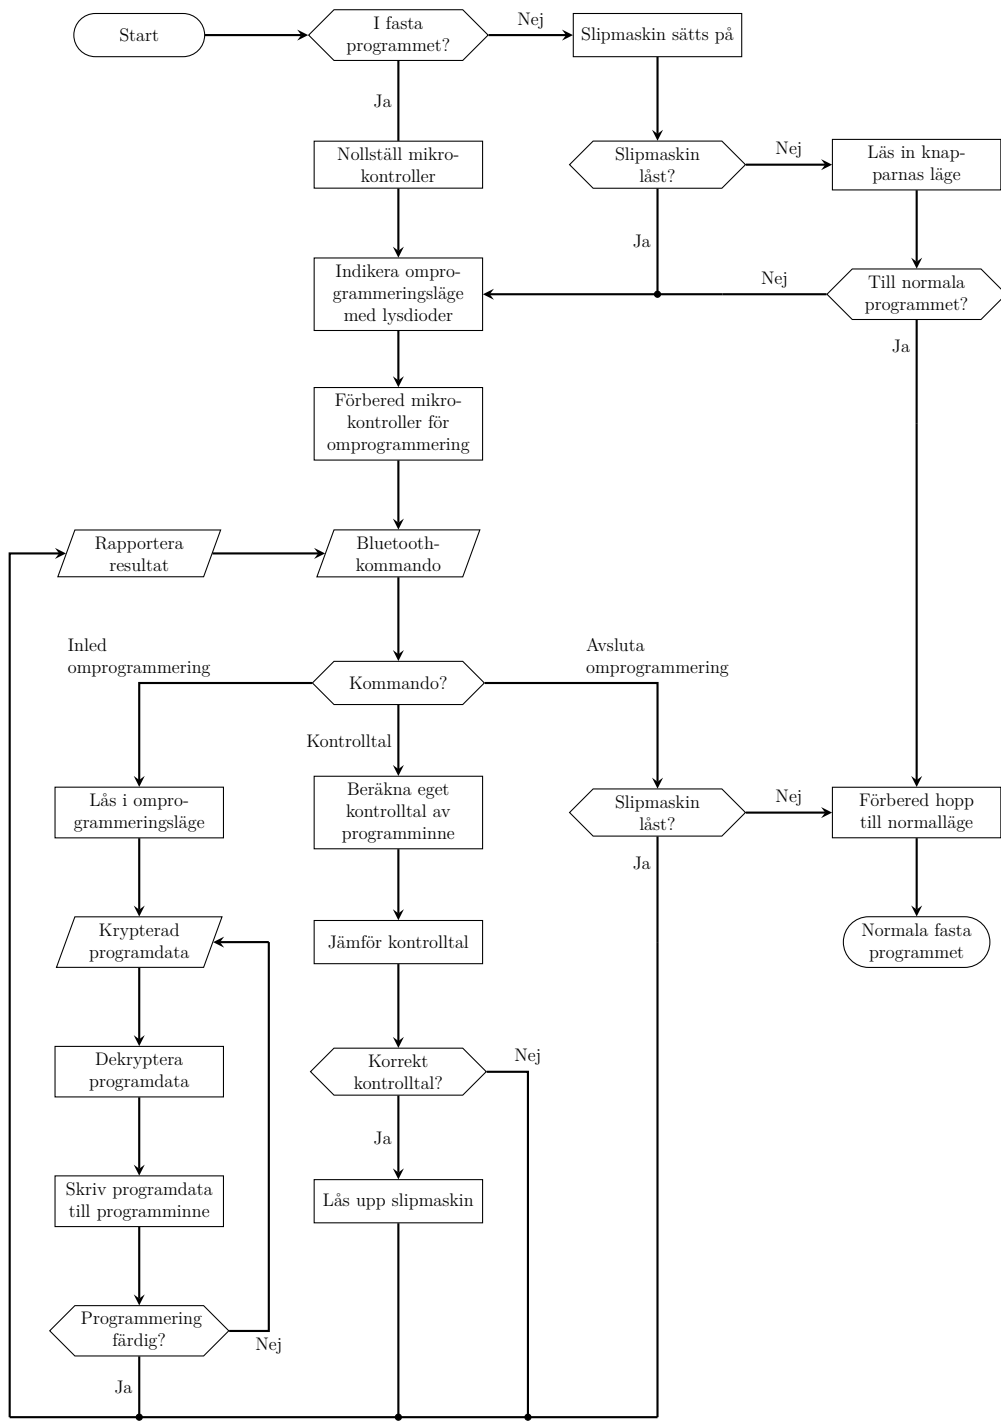 Start
I fasta
programmet?
Nej
Slipmaskin sätts på
Ja
Nollställ mikro-
kontroller
Slipmaskin
låst?
Nej
Läs in knap-
parnas läge
Ja
Indikera ompro-
grammeringsläge
med lysdioder
Nej
Till normala
programmet?
Ja
Förbered mikro-
kontroller för
omprogrammering
Rapportera
resultat
Bluetooth-
kommando
Inled
omprogrammering
Kommando?
Avsluta
omprogrammering
Kontrolltal
Lås i ompro-
grammeringsläge
Beräkna eget
kontrolltal av
programminne
Slipmaskin
låst?
Nej
Förbered hopp
till normalläge
Ja
Krypterad
programdata
Jämför kontrolltal
Normala fasta
programmet
Dekryptera
programdata
Korrekt
kontrolltal?
Nej
Ja
Skriv programdata
till programminne
Lås upp slipmaskin
Programmering
färdig?
Nej
Ja